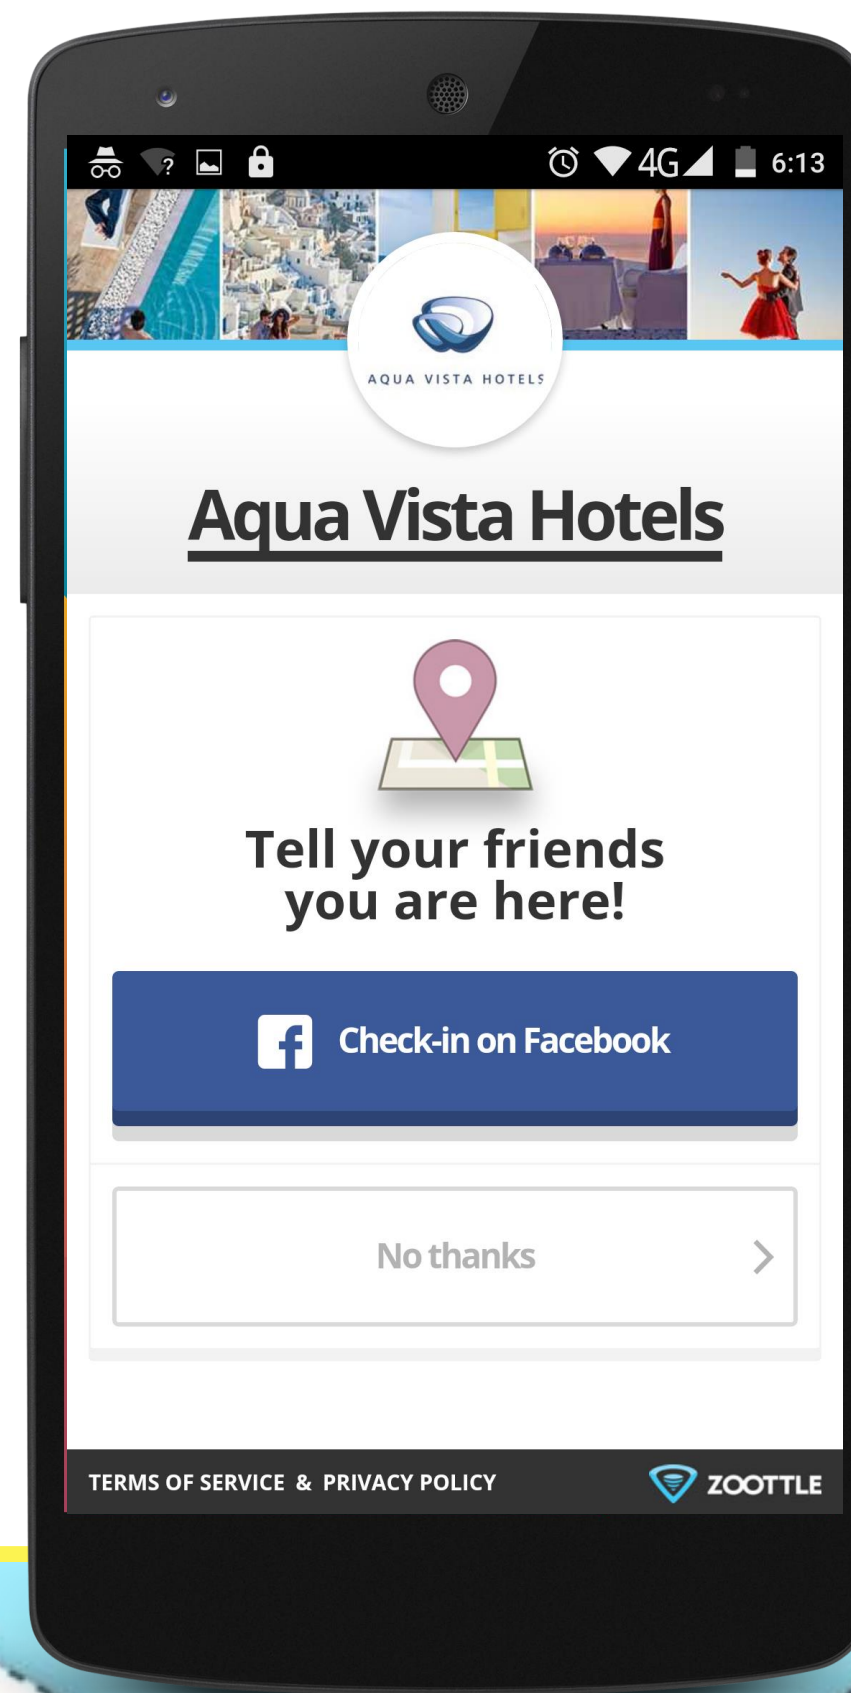 4G 6:13
AQUA VISTA HOTELS
Aqua Vista Hotels
Tell your friends
you are here!
Check-in on Facebook
No thanks
TERMS OF SERVICE & PRIVACY POLICY
ZOOTTLE